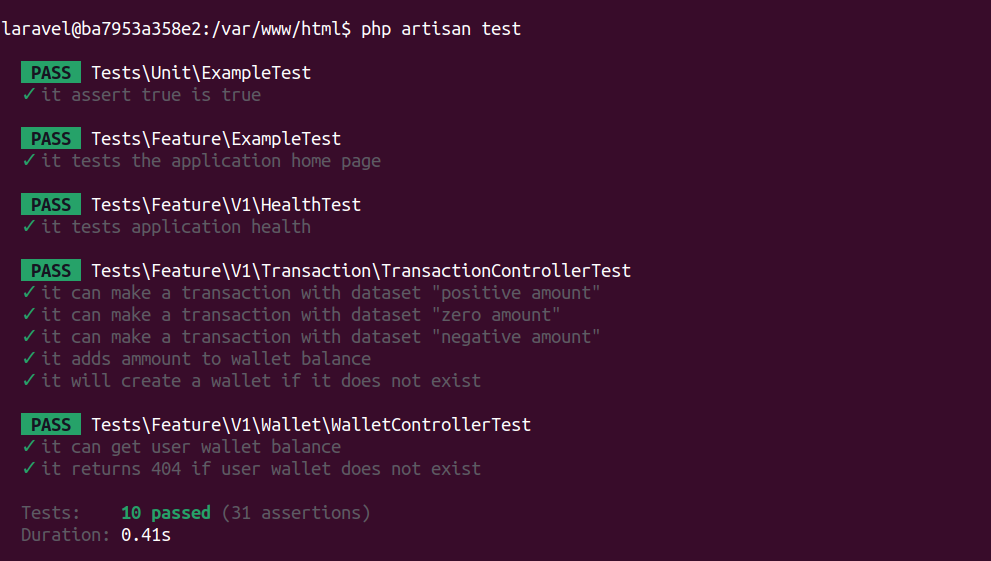 laravel@ba7953a358e2:/var/www/html$ php artisan test
PASS Tests\Unit\ExampleTest
✓ it assert true is true
PASS Tests\Feature\ExampleTest
✓ it tests the application home page
PASS Tests\Feature\V1\HealthTest
✓ it tests application health
PASS Tests\Feature\V1\Transaction\TransactionControllerTest
✓ it can make a transaction with dataset "positive amount"
✓ it can make a transaction with dataset "zero amount"
✓ it can make a transaction with dataset "negative amount"
✓ it adds ammount to wallet balance
✓ it will create a wallet if it does not exist
PASS Tests\Feature\V1\Wallet\WalletControllerTest
✓ it can get user wallet balance
✓ it returns 404 if user wallet does not exist
Tests: 10 passed (31 assertions)
Duration: 0.41s